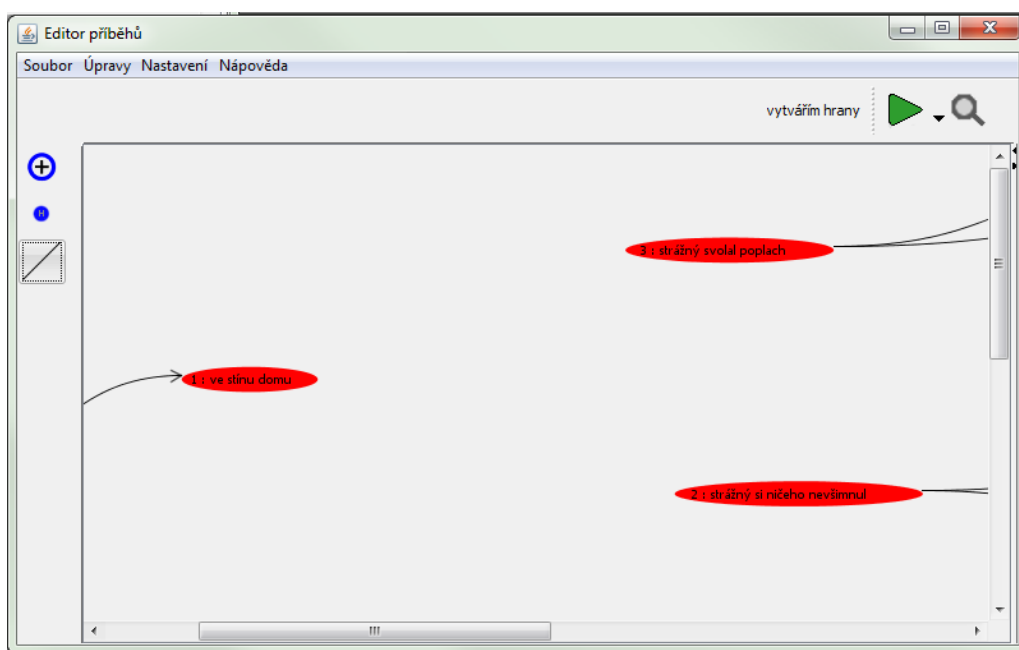 Editor příběhů
Soubor Úpravy Nastavení Nápověda
vytvářím hrany
H
3 : strážný svolal poplach
1 : ve stínu domu
2 : strážný si ničeho nevšimnul